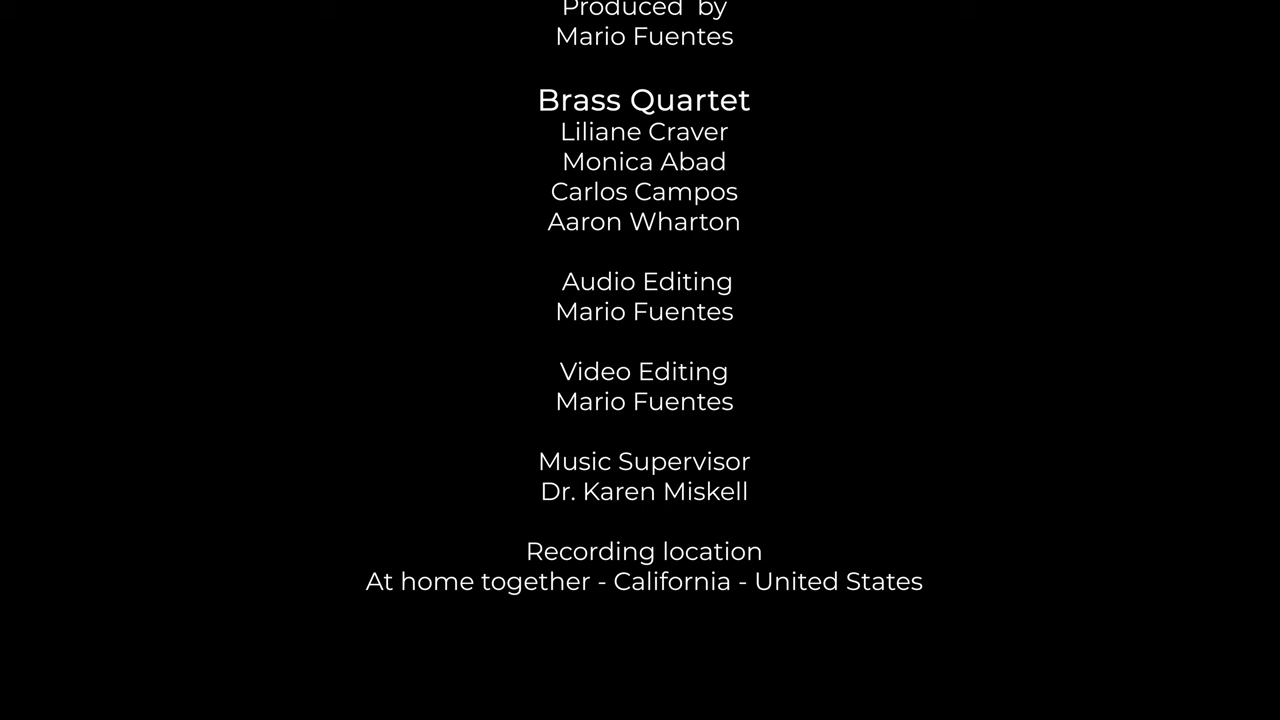 Produced by
Mario Fuentes
Brass Quartet
Liliane Craver
Monica Abad
Carlos Campos
Aaron Wharton
Audio Editing
Mario Fuentes
Video Editing
Mario Fuentes
Music Supervisor
Dr. Karen Miskell
Recording location
At home together - California - United States